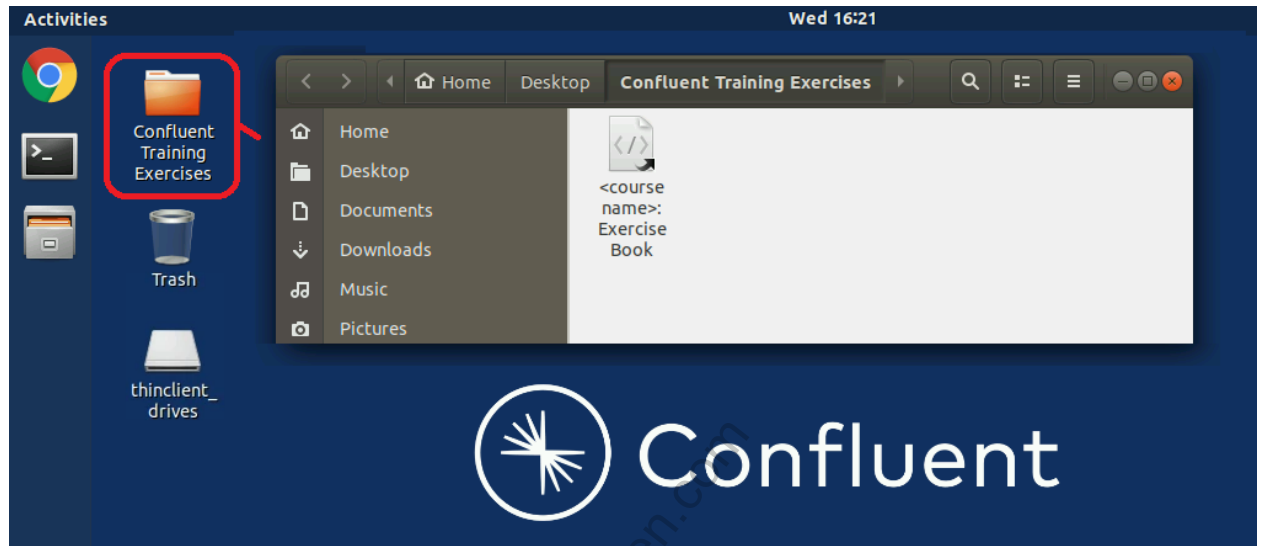 Activities
Wed 16:21
Confluent
Training
Exercises
Trash
thinclient_
drives
Home
Desktop
Confluent Training Exercises
Home
Desktop
Documents
Downloads
Music
Pictures
<course
name>:
Exercise
Book
Confluent